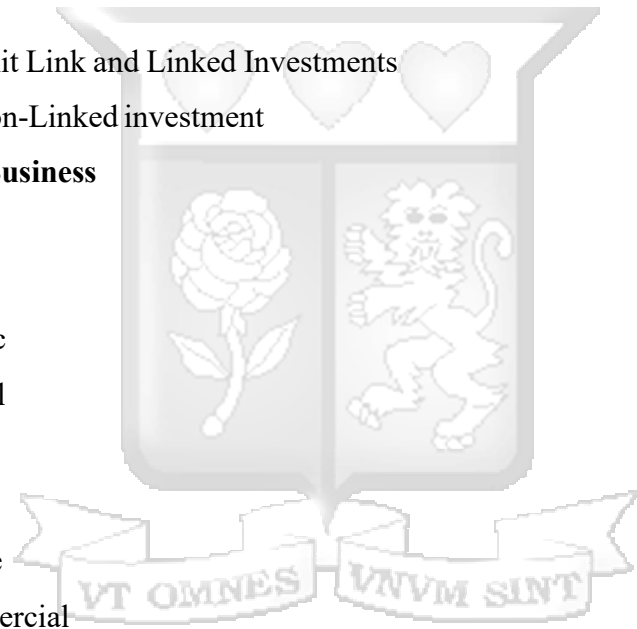 it Link and Linked Investments
on-Linked investment
usiness
c
l
e
ercial
VT OMNES VNVM SINT